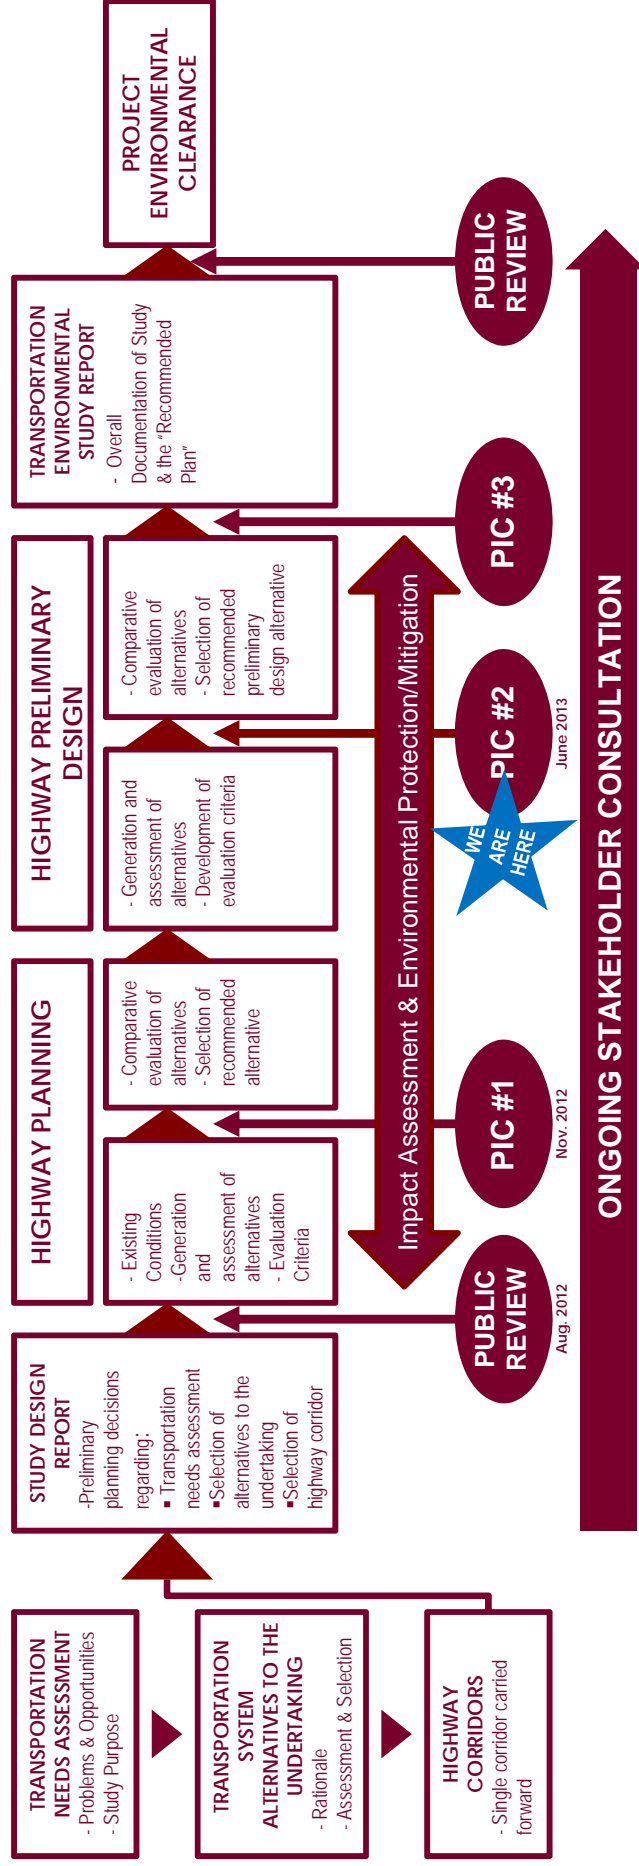 TRANSPORTATION
NEEDS ASSESSMENT
- Problems & Opportunities
- Study Purpose
TRANSPORTATION
SYSTEM
ALTERNATIVES TO THE
UNDERTAKING
- Rationale
- Assessment & Selection
HIGHWAY
CORRIDORS
- Single corridor carried
forward
STUDY DESIGN
REPORT
-Preliminary
planning decisions
regarding:
▪ Transportation
needs assessment
▪Selection of
alternatives to the
undertaking
▪Selection of
highway corridor
HIGHWAY PLANNING
- Existing
Conditions
-Generation
and
assessment of
alternatives
- Evaluation
Criteria
- Comparative
evaluation of
alternatives
- Selection of
recommended
alternative
HIGHWAY PRELIMINARY
DESIGN
- Generation and
assessment of
alternatives
- Development of
evaluation criteria
- Comparative
evaluation of
alternatives
- Selection of
recommended
preliminary
design alternative
TRANSPORTATION
ENVIRONMENTAL
STUDY REPORT
- Overall
Documentation of Study
& the "Recommended
Plan"
PROJECT
ENVIRONMENTAL
CLEARANCE
Impact Assessment & Environmental Protection/Mitigation
PUBLIC
REVIEW
Aug. 2012
PIC #1
Nov. 2012
WE
ARE
HERE
PIC #2
June 2013
PIC #3
PUBLIC
REVIEW
ONGOING STAKEHOLDER CONSULTATION